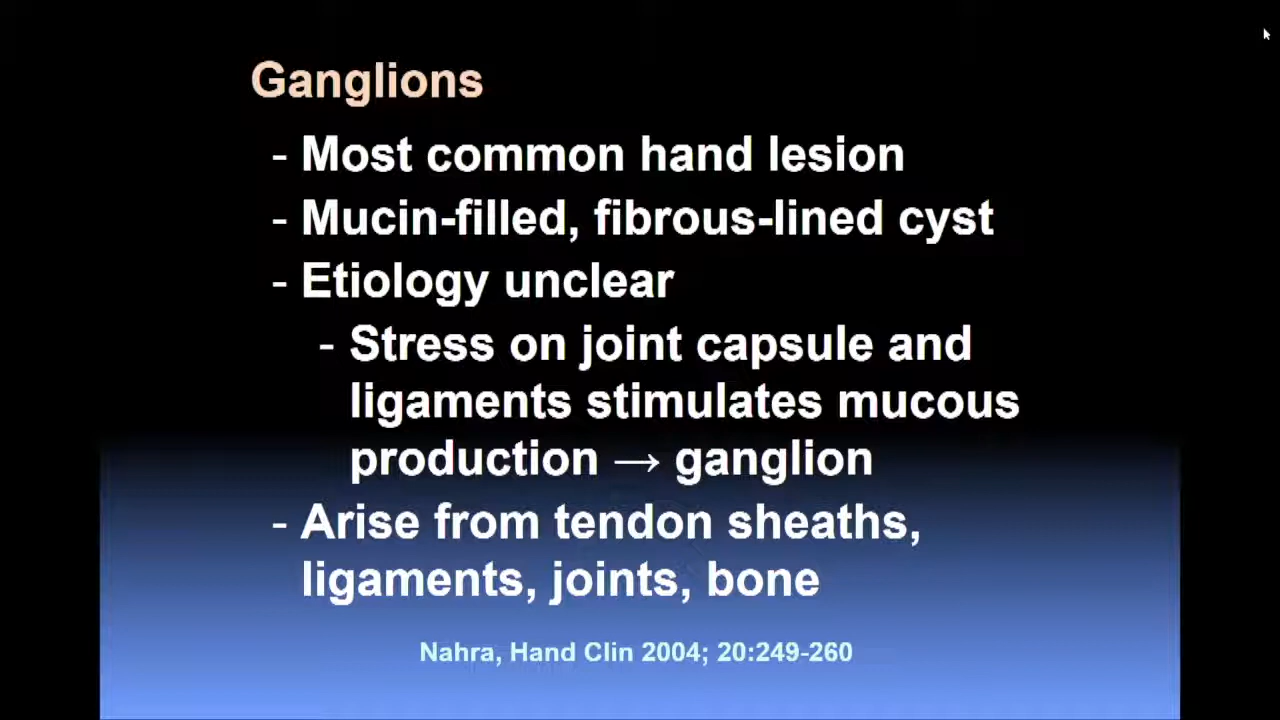 Ganglions
- Most common hand lesion
- Mucin-filled, fibrous-lined cyst
- Etiology unclear
- Stress on joint capsule and
ligaments stimulates mucous
production → ganglion
- Arise from tendon sheaths,
ligaments, joints, bone
Nahra, Hand Clin 2004; 20:249-260